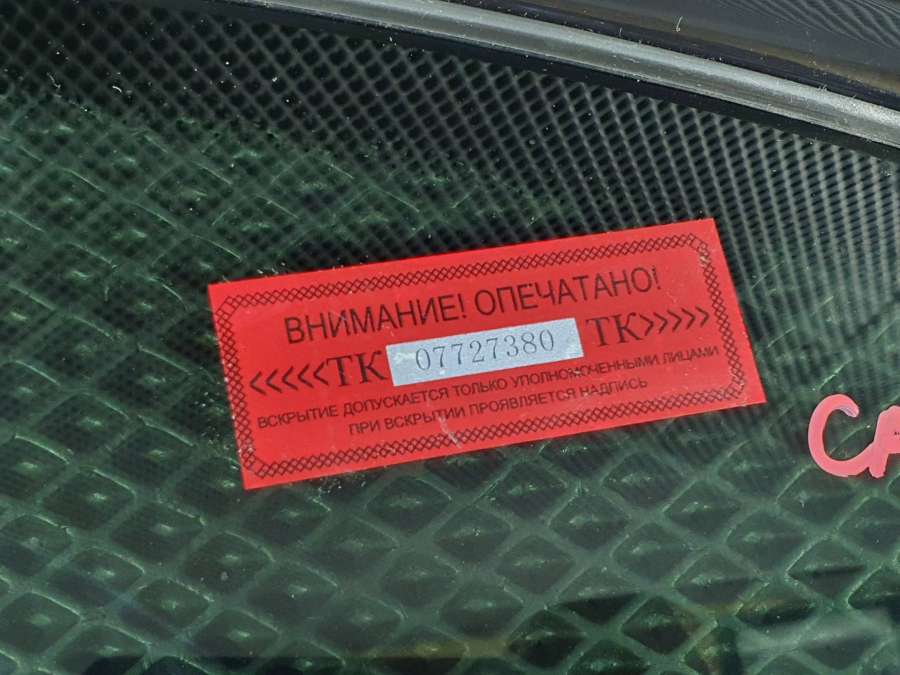 ВНИМАНИЕ! ОПЕЧАТАНО!
<<<<<ТК 07727380 ТК>>>>>
ВСКРЫТИЕ ДОПУСКАЕТСЯ ТОЛЬКО УПОЛНОМОЧЕННЫМИ ЛИЦАМИ
ПРИ ВСКРЫТИИ ПРОЯВЛЯЕТСЯ НАДПИСЬ